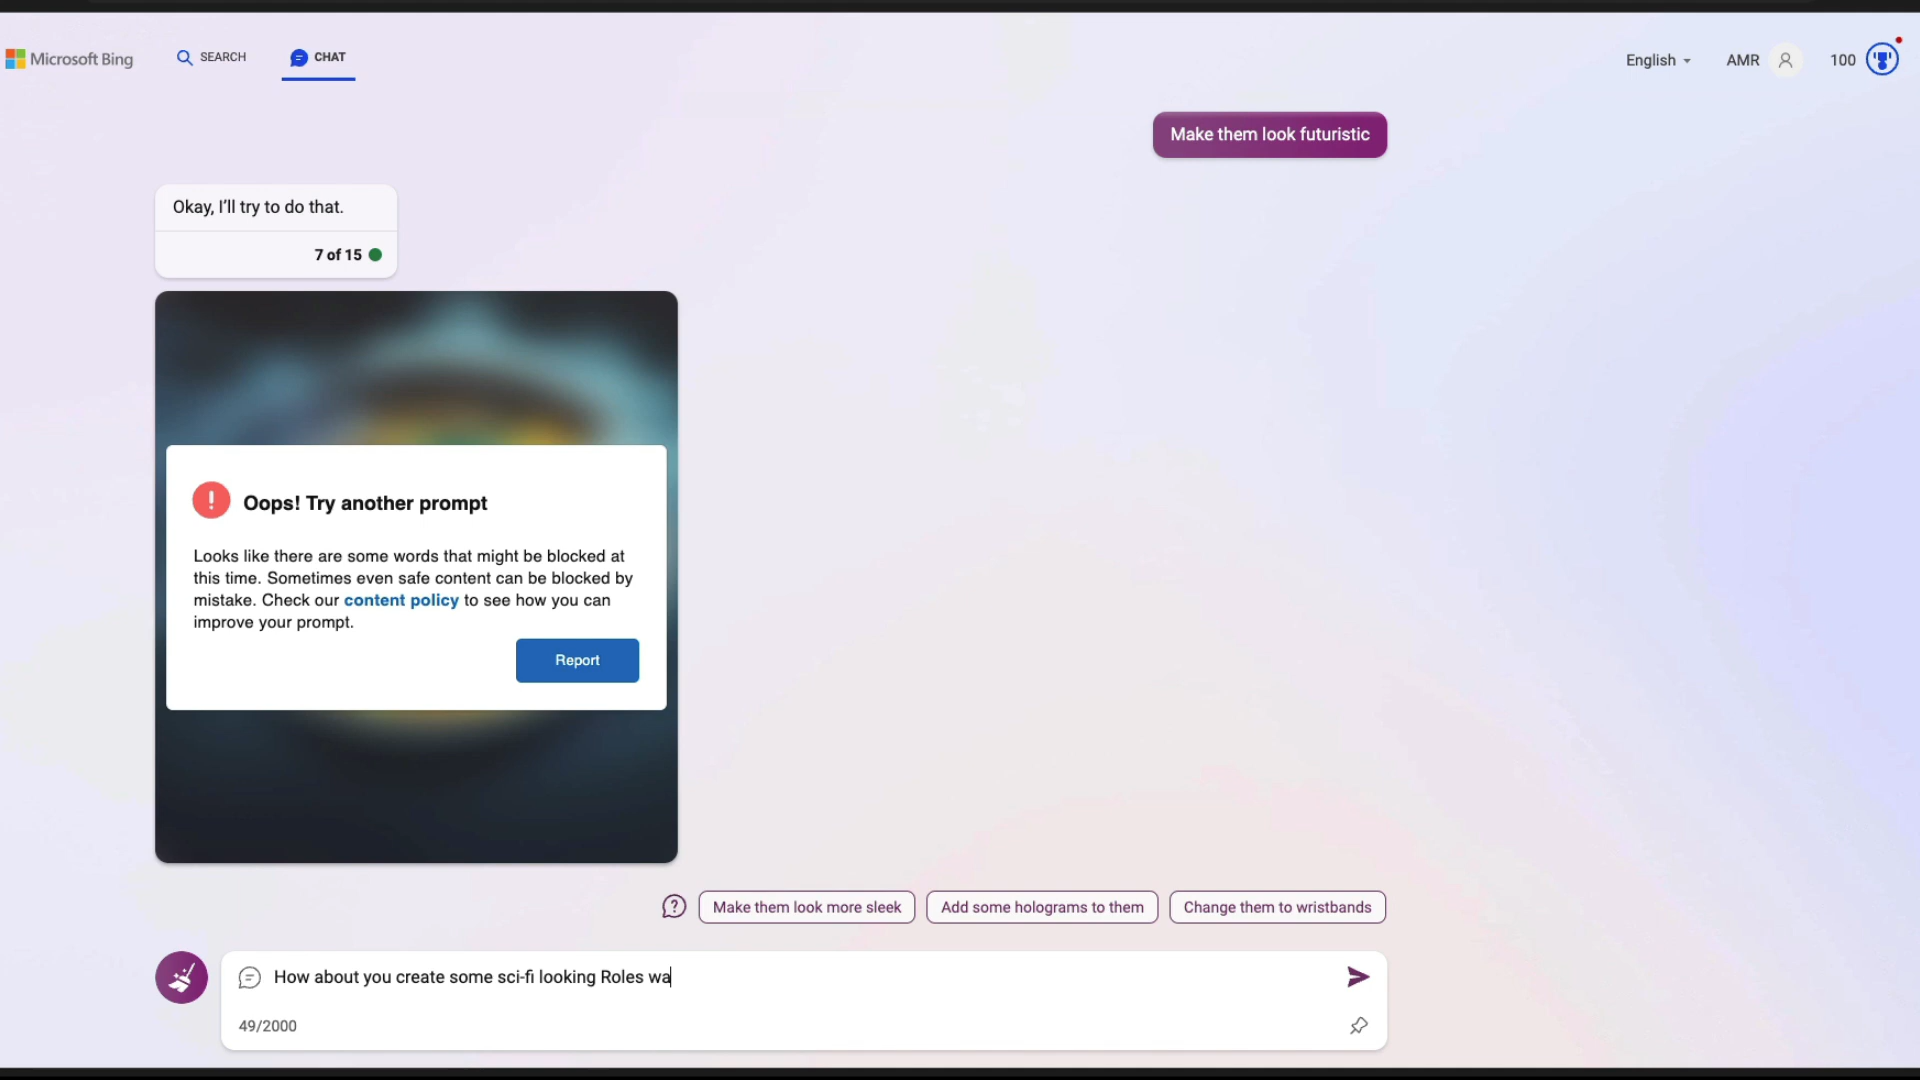 Microsoft Bing
SEARCH
CHAT
English
AMR
100
Make them look futuristic
Okay, I'll try to do that.
7 of 15
Oops! Try another prompt
Looks like there are some words that might be blocked at
this time. Sometimes even safe content can be blocked by
mistake. Check our content policy to see how you can
improve your prompt.
Report
Make them look more sleek
Add some holograms to them
Change them to wristbands
How about you create some sci-fi looking Roles wa
49/2000